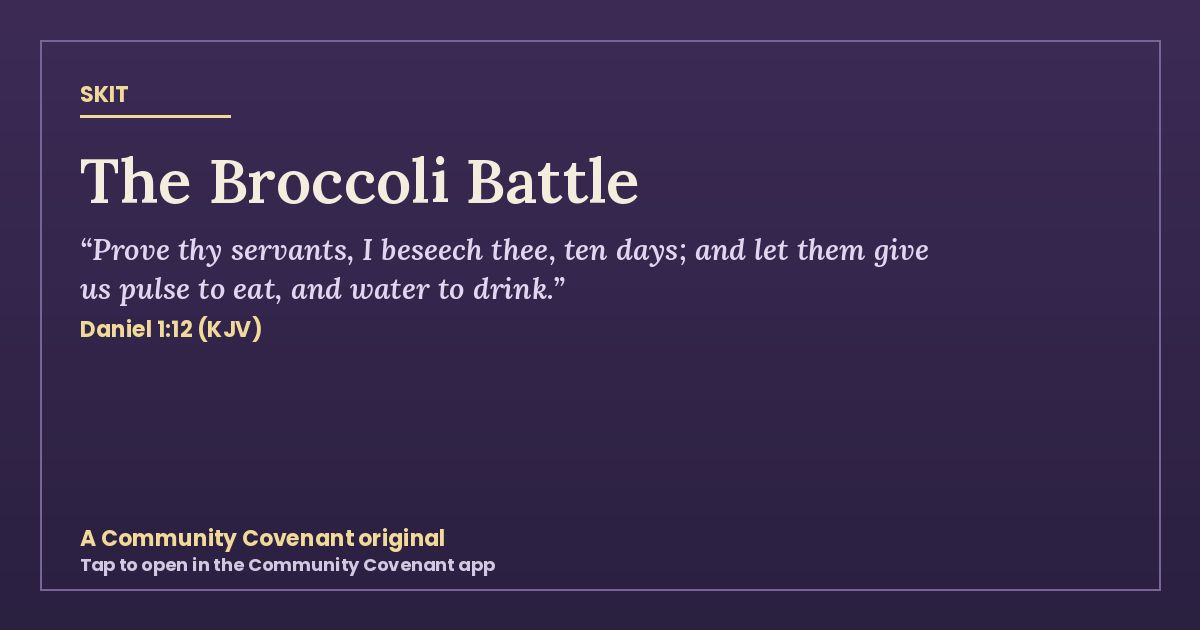 SKIT
The Broccoli Battle
“Prove thy servants, I beseech thee, ten days; and let them give
us pulse to eat, and water to drink.”
Daniel 1:12 (KJV)
A Community Covenant original
Tap to open in the Community Covenant app